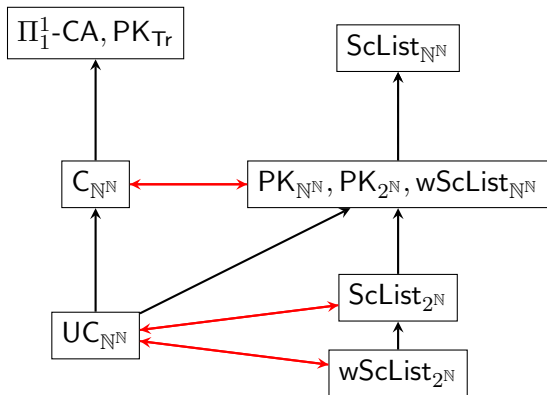 Π₁¹-CA, PK_Tr
ScList_ℕ^ℕ
C_ℕ^ℕ
PK_ℕ^ℕ, PK_2^ℕ, wScList_ℕ^ℕ
ScList_2^ℕ
UC_ℕ^ℕ
wScList_2^ℕ